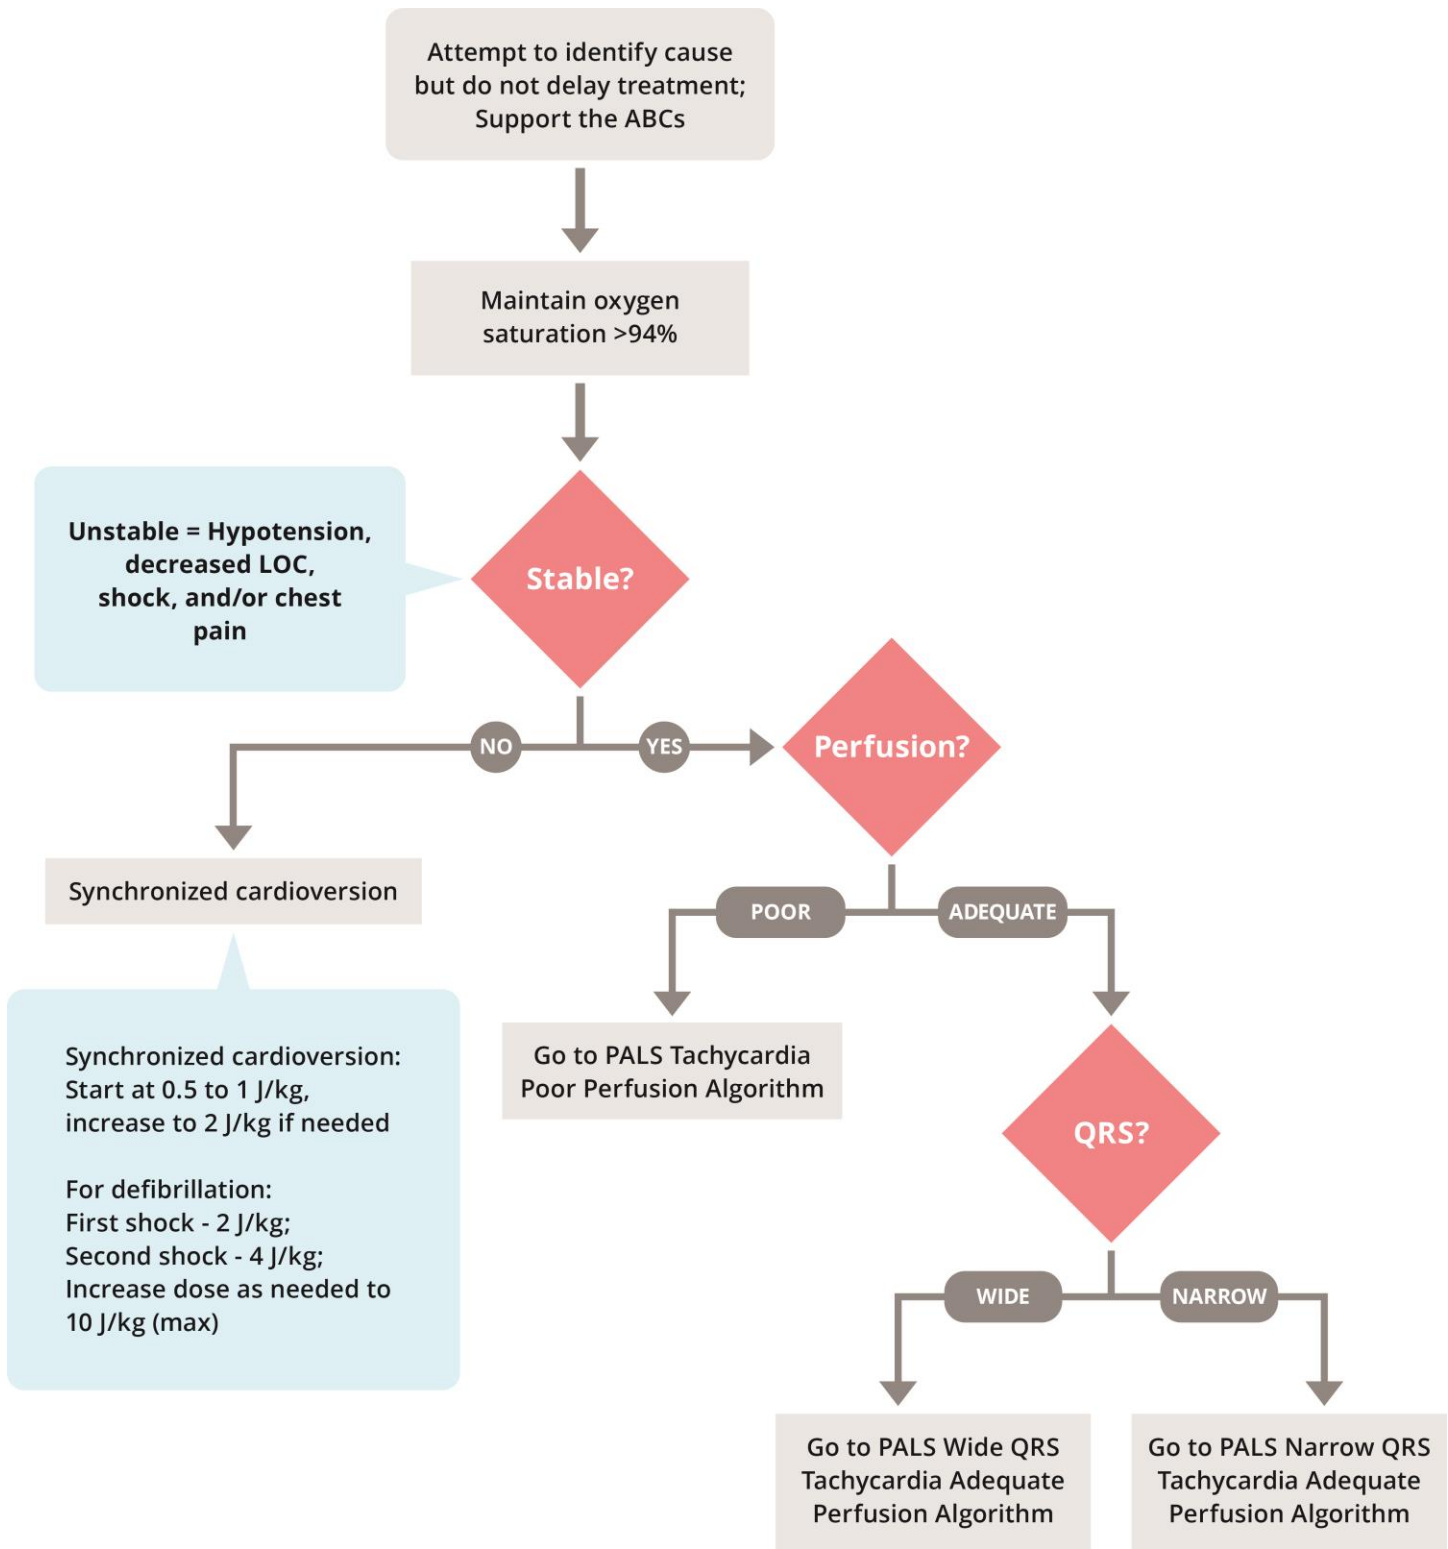 Attempt to identify cause
but do not delay treatment;
Support the ABCs
Maintain oxygen
saturation >94%
Unstable = Hypotension,
decreased LOC,
shock, and/or chest
pain
Stable?
NO
YES
Perfusion?
Synchronized cardioversion
POOR
ADEQUATE
Synchronized cardioversion:
Start at 0.5 to 1 J/kg,
increase to 2 J/kg if needed
For defibrillation:
First shock - 2 J/kg;
Second shock - 4 J/kg;
Increase dose as needed to
10 J/kg (max)
Go to PALS Tachycardia
Poor Perfusion Algorithm
QRS?
WIDE
NARROW
Go to PALS Wide QRS
Tachycardia Adequate
Perfusion Algorithm
Go to PALS Narrow QRS
Tachycardia Adequate
Perfusion Algorithm